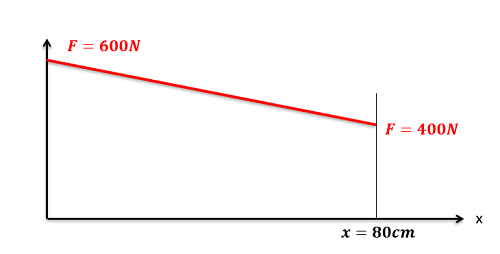 F = 600N
F = 400N
x
x = 80cm